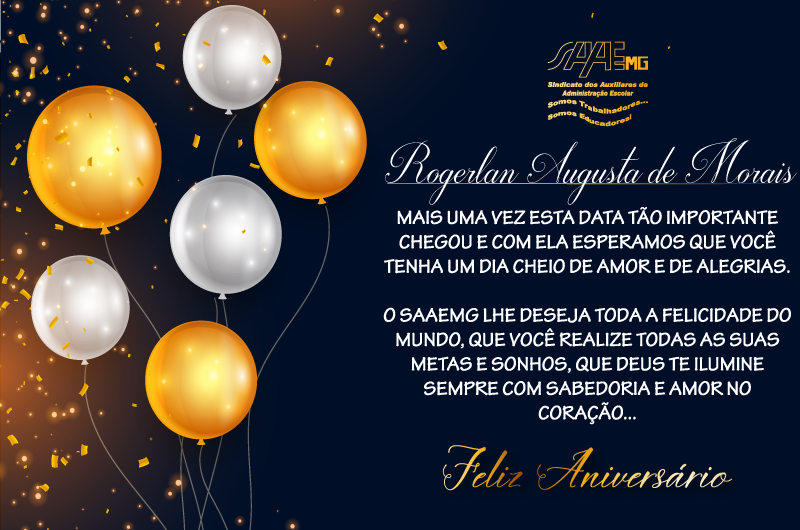 SAAEMG
Sindicato dos Auxiliares de
Administração Escolar
Somos Trabalhadores...
Somos Educadores!
Rogerlan Augusta de Morais
MAIS UMA VEZ ESTA DATA TÃO IMPORTANTE
CHEGOU E COM ELA ESPERAMOS QUE VOCÊ
TENHA UM DIA CHEIO DE AMOR E DE ALEGRIAS.
O SAAEMG LHE DESEJA TODA A FELICIDADE DO
MUNDO, QUE VOCÊ REALIZE TODAS AS SUAS
METAS E SONHOS, QUE DEUS TE ILUMINE
SEMPRE COM SABEDORIA E AMOR NO
CORAÇÃO...
Feliz Aniversário